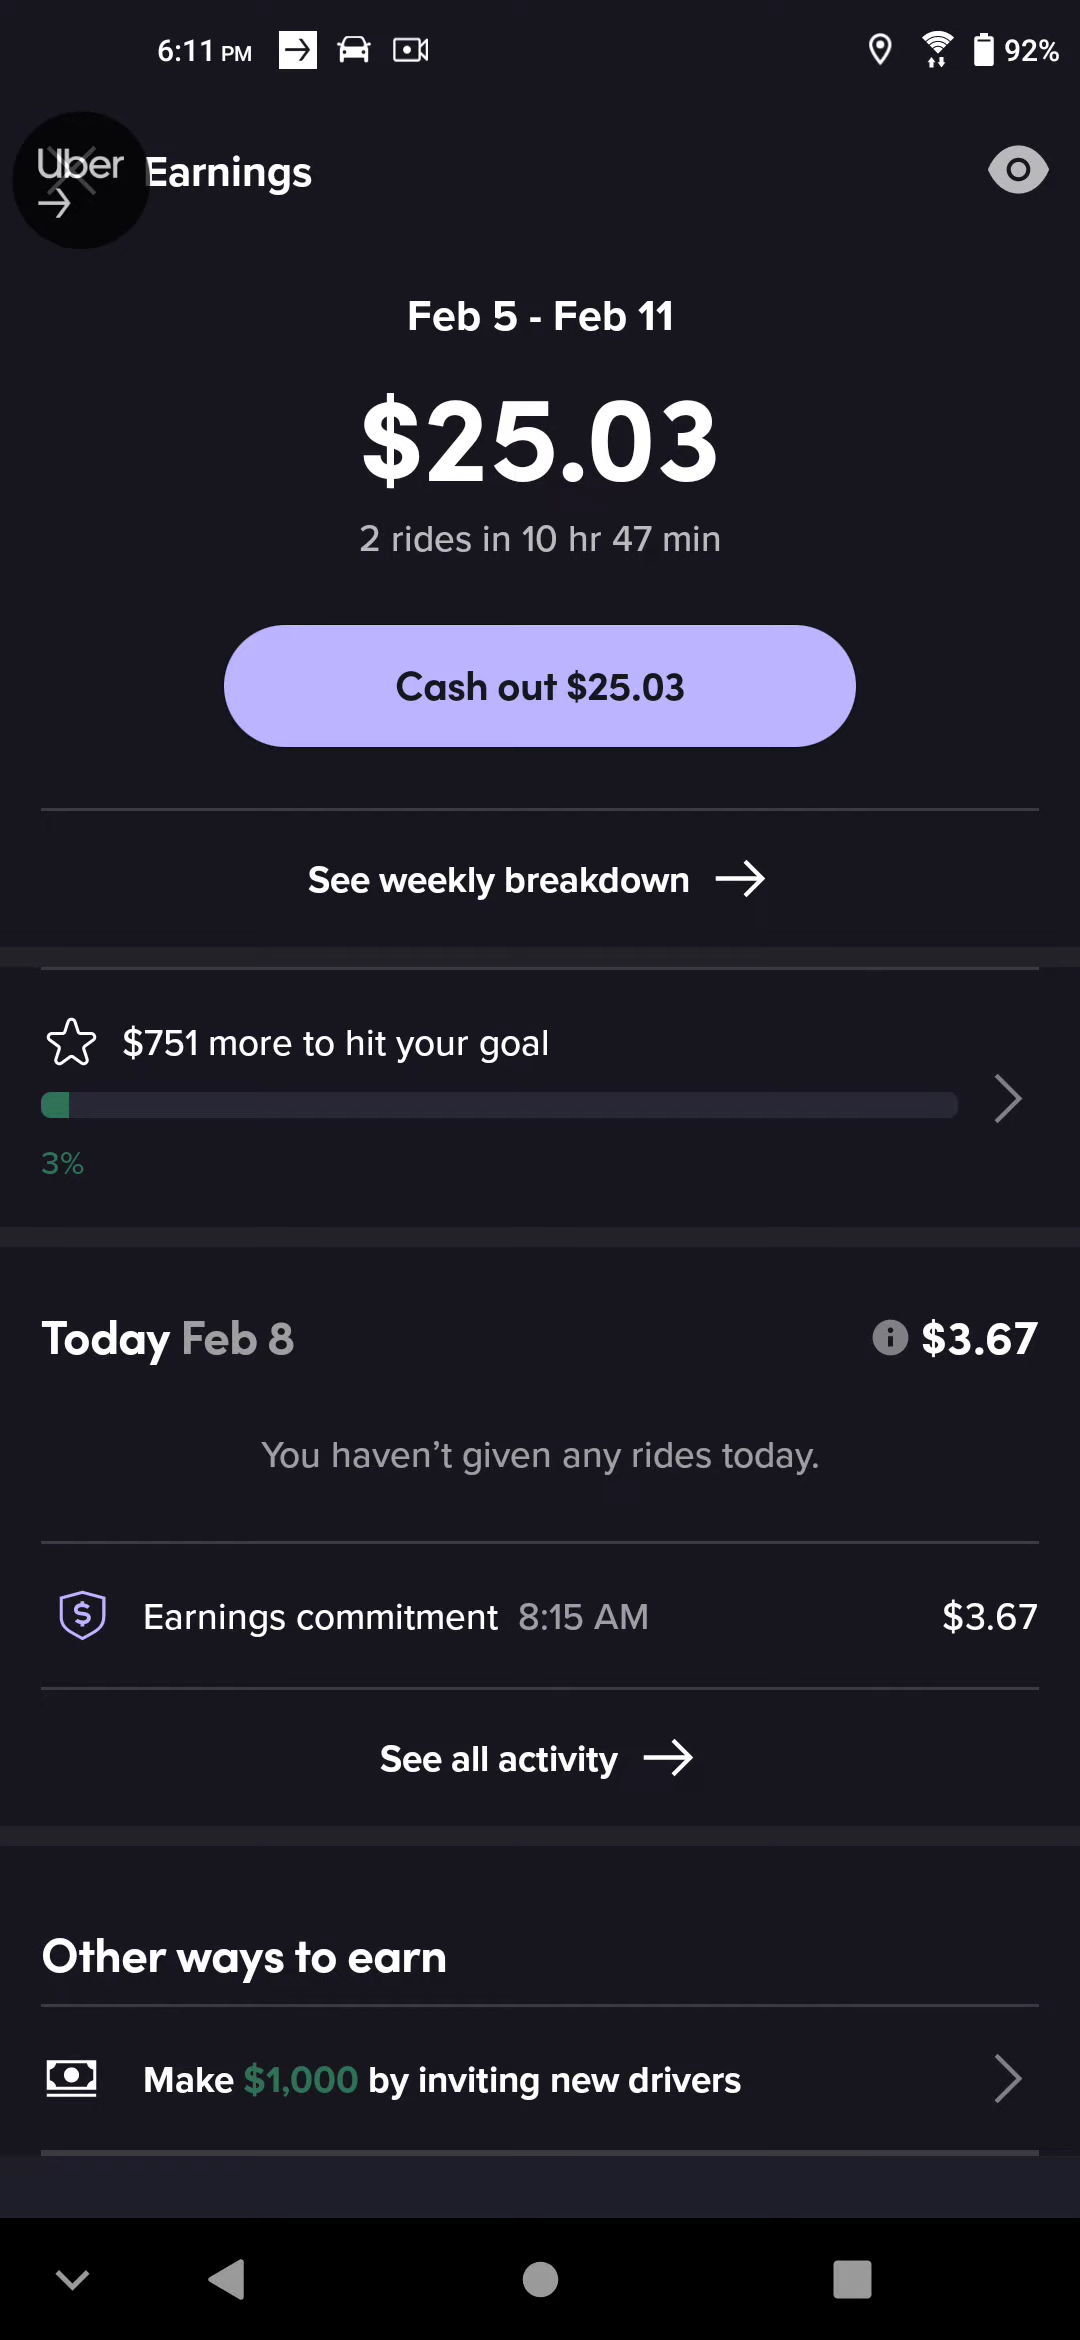 6:11 PM
92%
Uber
Earnings
Feb 5 - Feb 11
$25.03
2 rides in 10 hr 47 min
Cash out $25.03
See weekly breakdown
$751 more to hit your goal
3%
Today Feb 8 $3.67
You haven’t given any rides today.
Earnings commitment 8:15 AM $3.67
See all activity
Other ways to earn
Make $1,000 by inviting new drivers